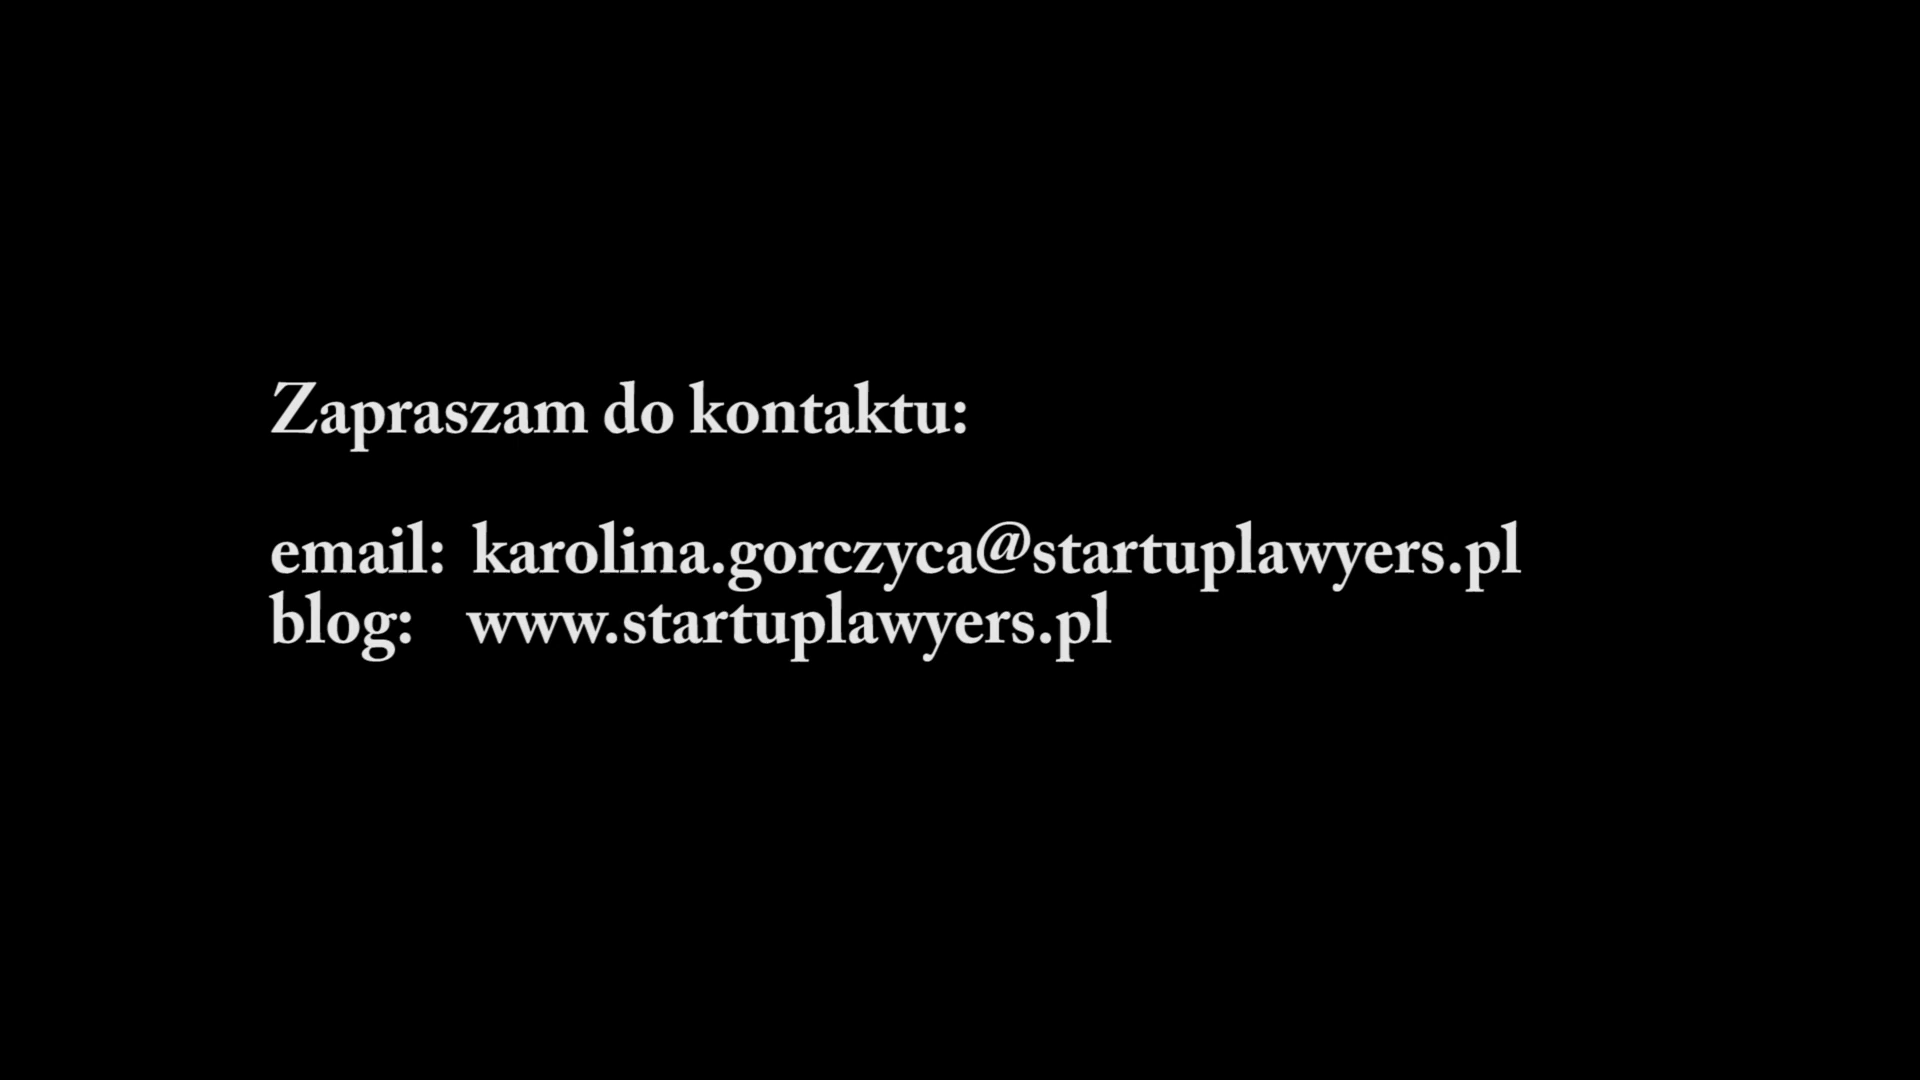 Zapraszam do kontaktu:
email: karolina.gorczyca@startuplawyers.pl
blog: www.startuplawyers.pl